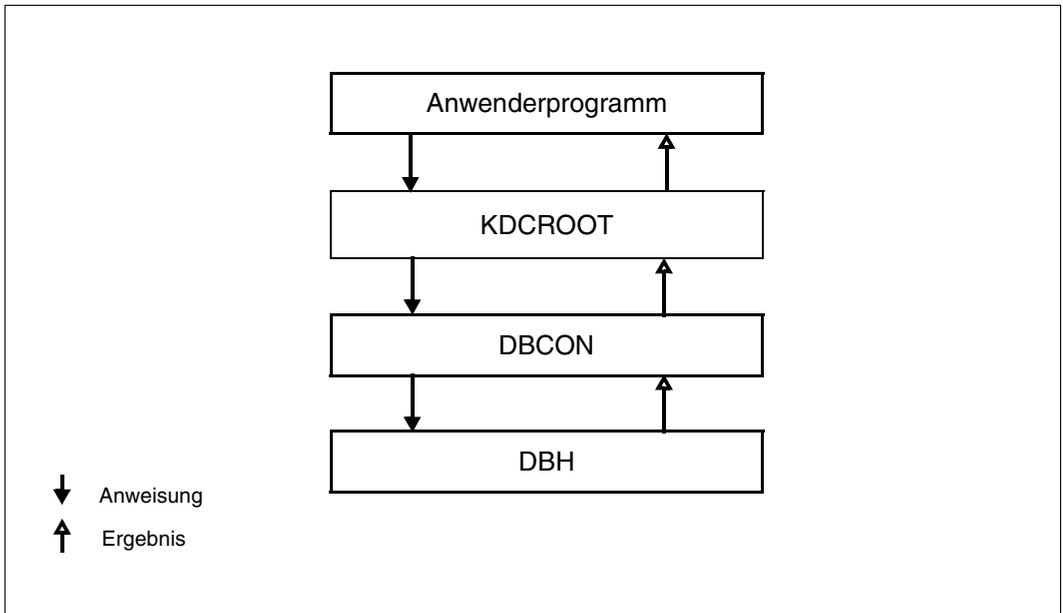 Anwenderprogramm
KDCROOT
DBCON
DBH
Anweisung
Ergebnis